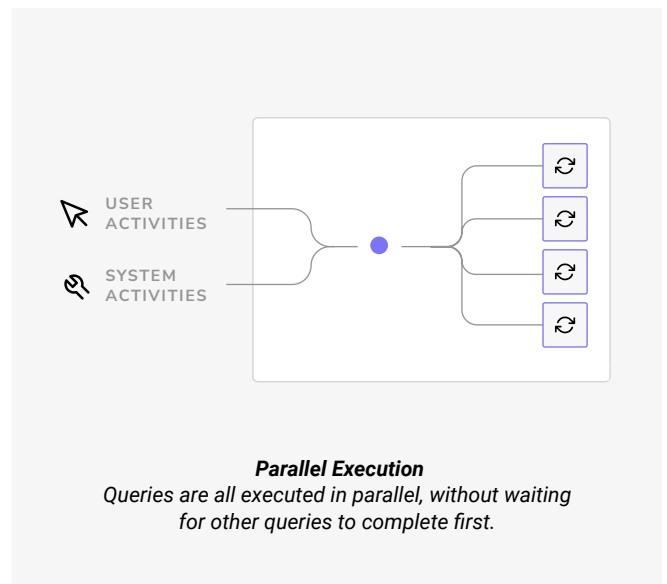 USER
ACTIVITIES
SYSTEM
ACTIVITIES
Parallel Execution
Queries are all executed in parallel, without waiting
for other queries to complete first.